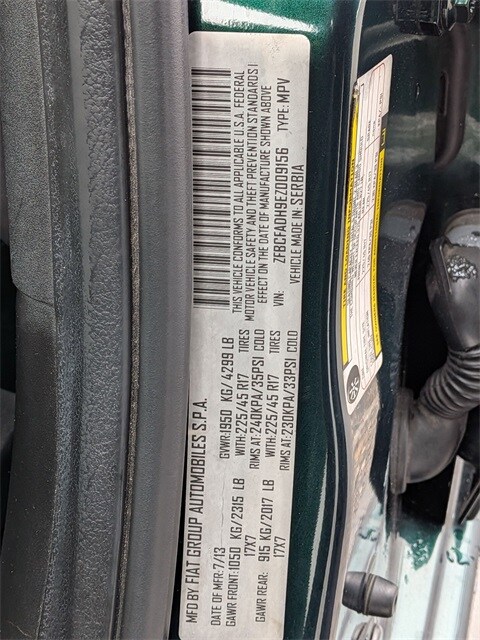 MFD BY FIAT GROUP AUTOMOBILES S.P.A.
DATE OF MFD: 7/13
GVWR: 1950 KG/4299 LB
GAWR FRONT: 1050 KG/2315 LB
WITH: 225/45 R17 TIRES
17X7
RIMS AT: 240KPA/35PSI COLD
GAWR REAR: 915 KG/2017 LB
WITH: 225/45 R17 TIRES
17X7
RIMS AT: 230KPA/33PSI COLD
THIS VEHICLE CONFORMS TO ALL APPLICABLE U.S.A. FEDERAL
MOTOR VEHICLE SAFETY AND THEFT PREVENTION STANDARDS I
EFFECT ON THE DATE OF MANUFACTURE SHOWN ABOVE
VIN: ZFBCFADH9EZ009156 TYPE: MPV
VEHICLE MADE IN: SERBIA